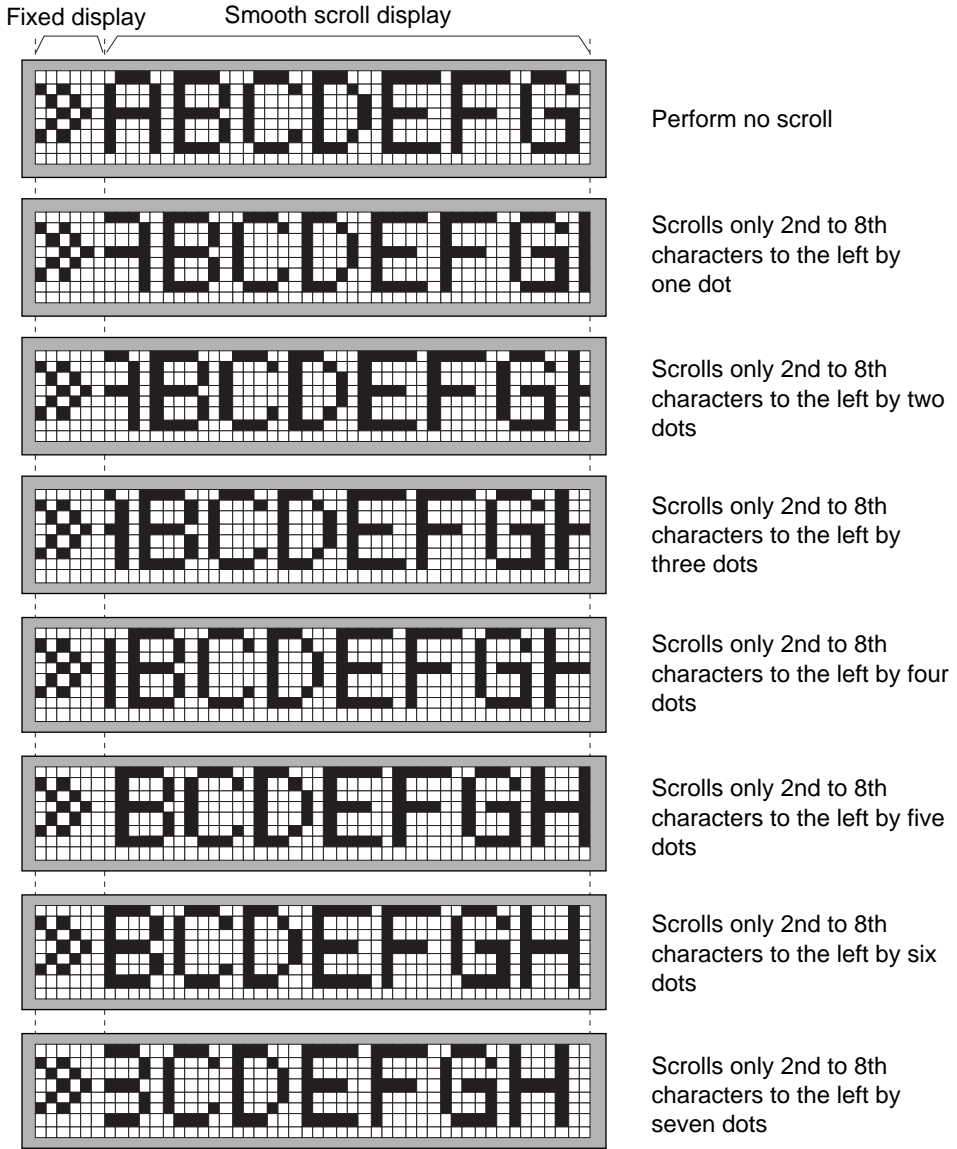 Fixed display
Smooth scroll display
»ABCDEFG
Perform no scroll
Scrolls only 2nd to 8th
characters to the left by
one dot
Scrolls only 2nd to 8th
characters to the left by two
dots
Scrolls only 2nd to 8th
characters to the left by
three dots
Scrolls only 2nd to 8th
characters to the left by four
dots
»BCDEFGH
Scrolls only 2nd to 8th
characters to the left by five
dots
»BCDEFGH
Scrolls only 2nd to 8th
characters to the left by six
dots
Scrolls only 2nd to 8th
characters to the left by
seven dots